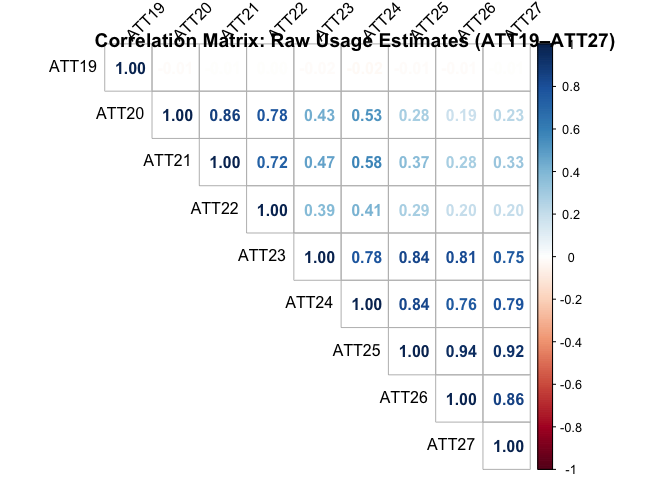 ATT19 ATT20 ATT21 ATT22 ATT23 ATT24 ATT25 ATT26 ATT27
Correlation Matrix: Raw Usage Estimates (ATT19–ATT27)
ATT19 1.00
ATT20 1.00 0.86 0.78 0.43 0.53 0.28 0.19 0.23
ATT21 1.00 0.72 0.47 0.58 0.37 0.28 0.33
ATT22 1.00 0.39 0.41 0.29 0.20 0.20
ATT23 1.00 0.78 0.84 0.81 0.75
ATT24 1.00 0.84 0.76 0.79
ATT25 1.00 0.94 0.92
ATT26 1.00 0.86
ATT27 1.00
1
0.8
0.6
0.4
0.2
0
-0.2
-0.4
-0.6
-0.8
-1